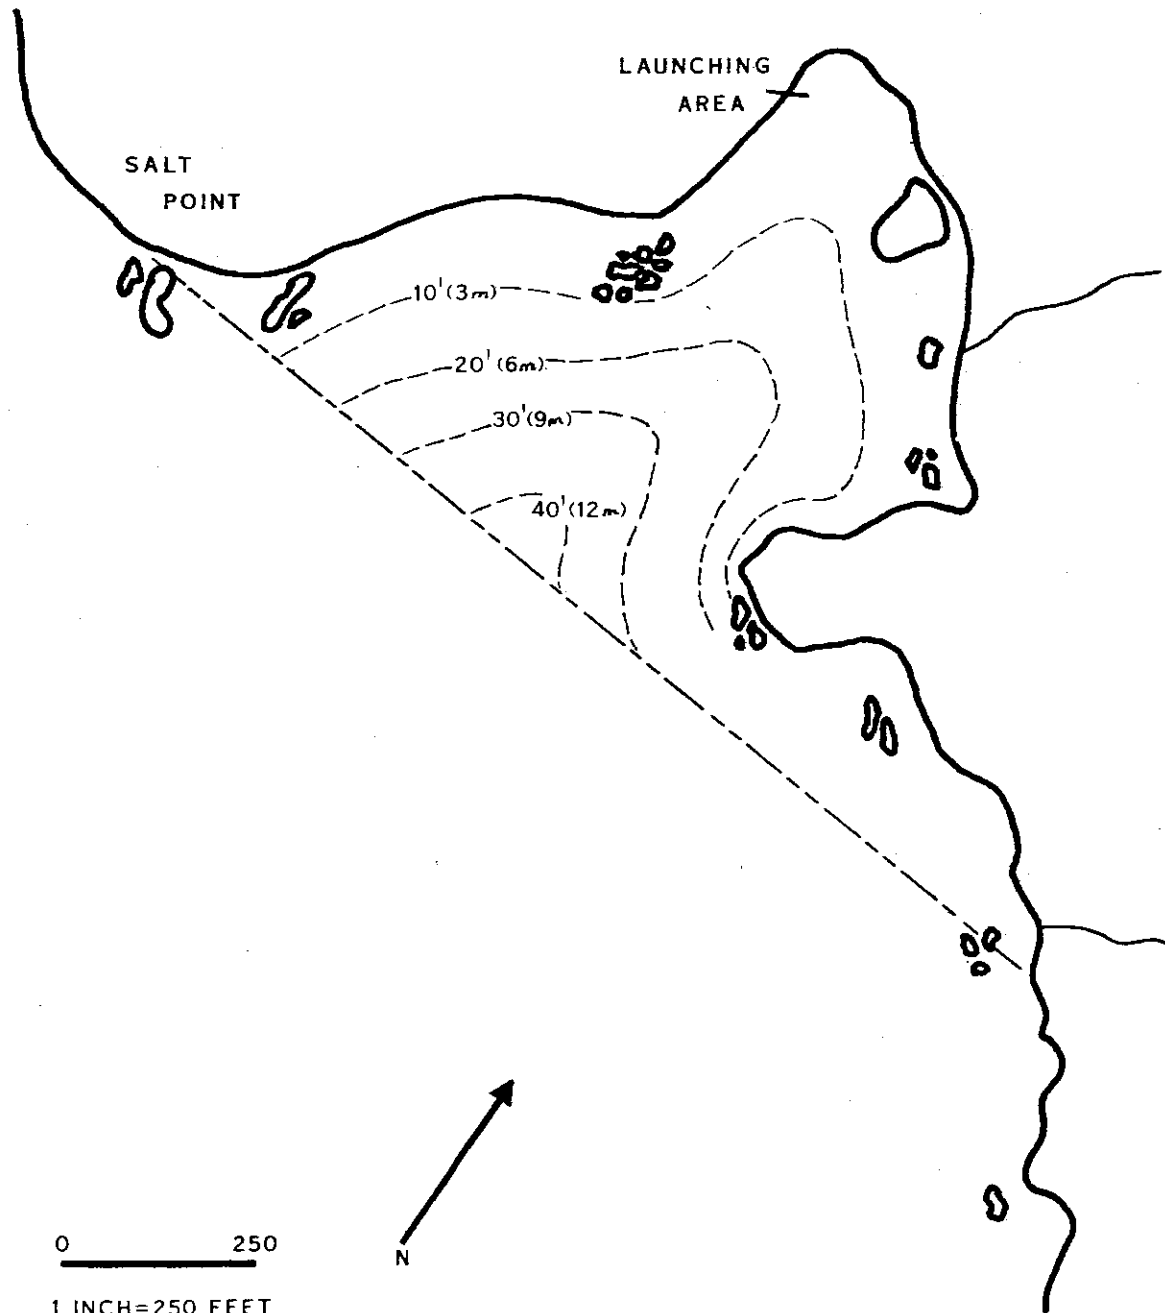 LAUNCHING
AREA
SALT
POINT
10'(3m)
20'(6m)
30'(9m)
40'(12m)
N
0 250
1 INCH=250 FEET